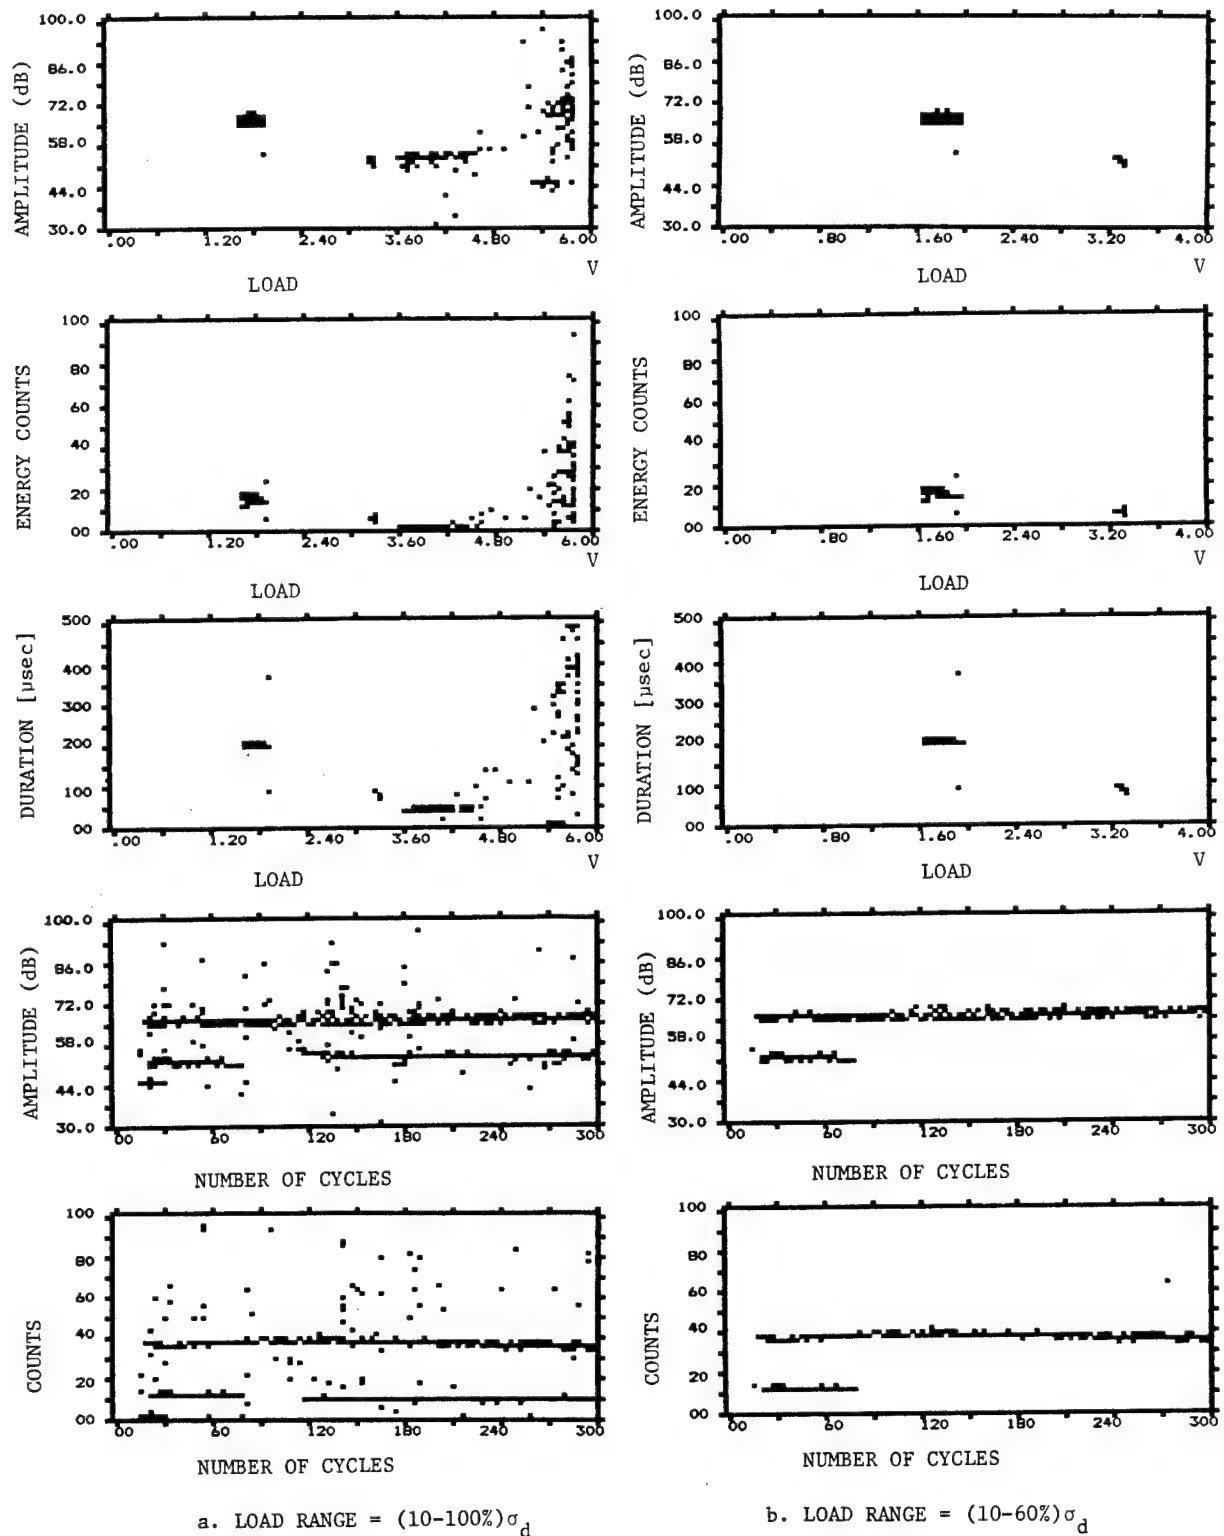 AMPLITUDE (dB)
100.0
86.0
72.0
58.0
44.0
30.0
.00 1.20 2.40 3.60 4.80 6.00
V
LOAD
AMPLITUDE (dB)
100.0
86.0
72.0
58.0
44.0
30.0
.00 .80 1.60 2.40 3.20 4.00
V
LOAD
ENERGY COUNTS
100
80
60
40
20
00
.00 1.20 2.40 3.60 4.80 6.00
V
LOAD
ENERGY COUNTS
100
80
60
40
20
00
.00 .80 1.60 2.40 3.20 4.00
V
LOAD
DURATION [μsec]
500
400
300
200
100
00
.00 1.20 2.40 3.60 4.80 6.00
V
LOAD
DURATION [μsec]
500
400
300
200
100
00
.00 .80 1.60 2.40 3.20 4.00
V
LOAD
AMPLITUDE (dB)
100.0
86.0
72.0
58.0
44.0
30.0
00 60 120 180 240 300
NUMBER OF CYCLES
AMPLITUDE (dB)
100.0
86.0
72.0
58.0
44.0
30.0
00 60 120 180 240 300
NUMBER OF CYCLES
COUNTS
100
80
60
40
20
00
00 60 120 180 240 300
NUMBER OF CYCLES
COUNTS
100
80
60
40
20
00
00 60 120 180 240 300
NUMBER OF CYCLES
a. LOAD RANGE = (10-100%)σd
b. LOAD RANGE = (10-60%)σd